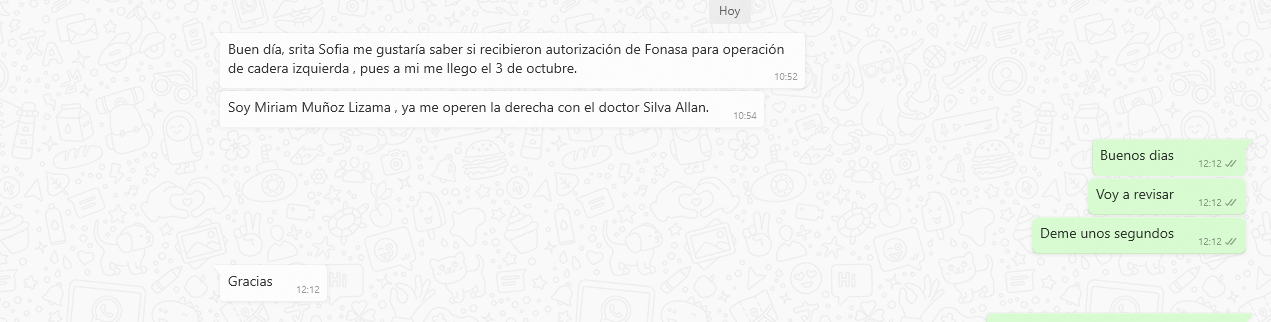 Hoy
Buen día, srita Sofia me gustaría saber si recibieron autorización de Fonasa para operación
de cadera izquierda , pues a mi me llego el 3 de octubre.
10:52
Soy Miriam Muñoz Lizama , ya me operen la derecha con el doctor Silva Allan.
10:54
Buenos dias
12:12
Voy a revisar
12:12
Deme unos segundos
12:12
Gracias
12:12